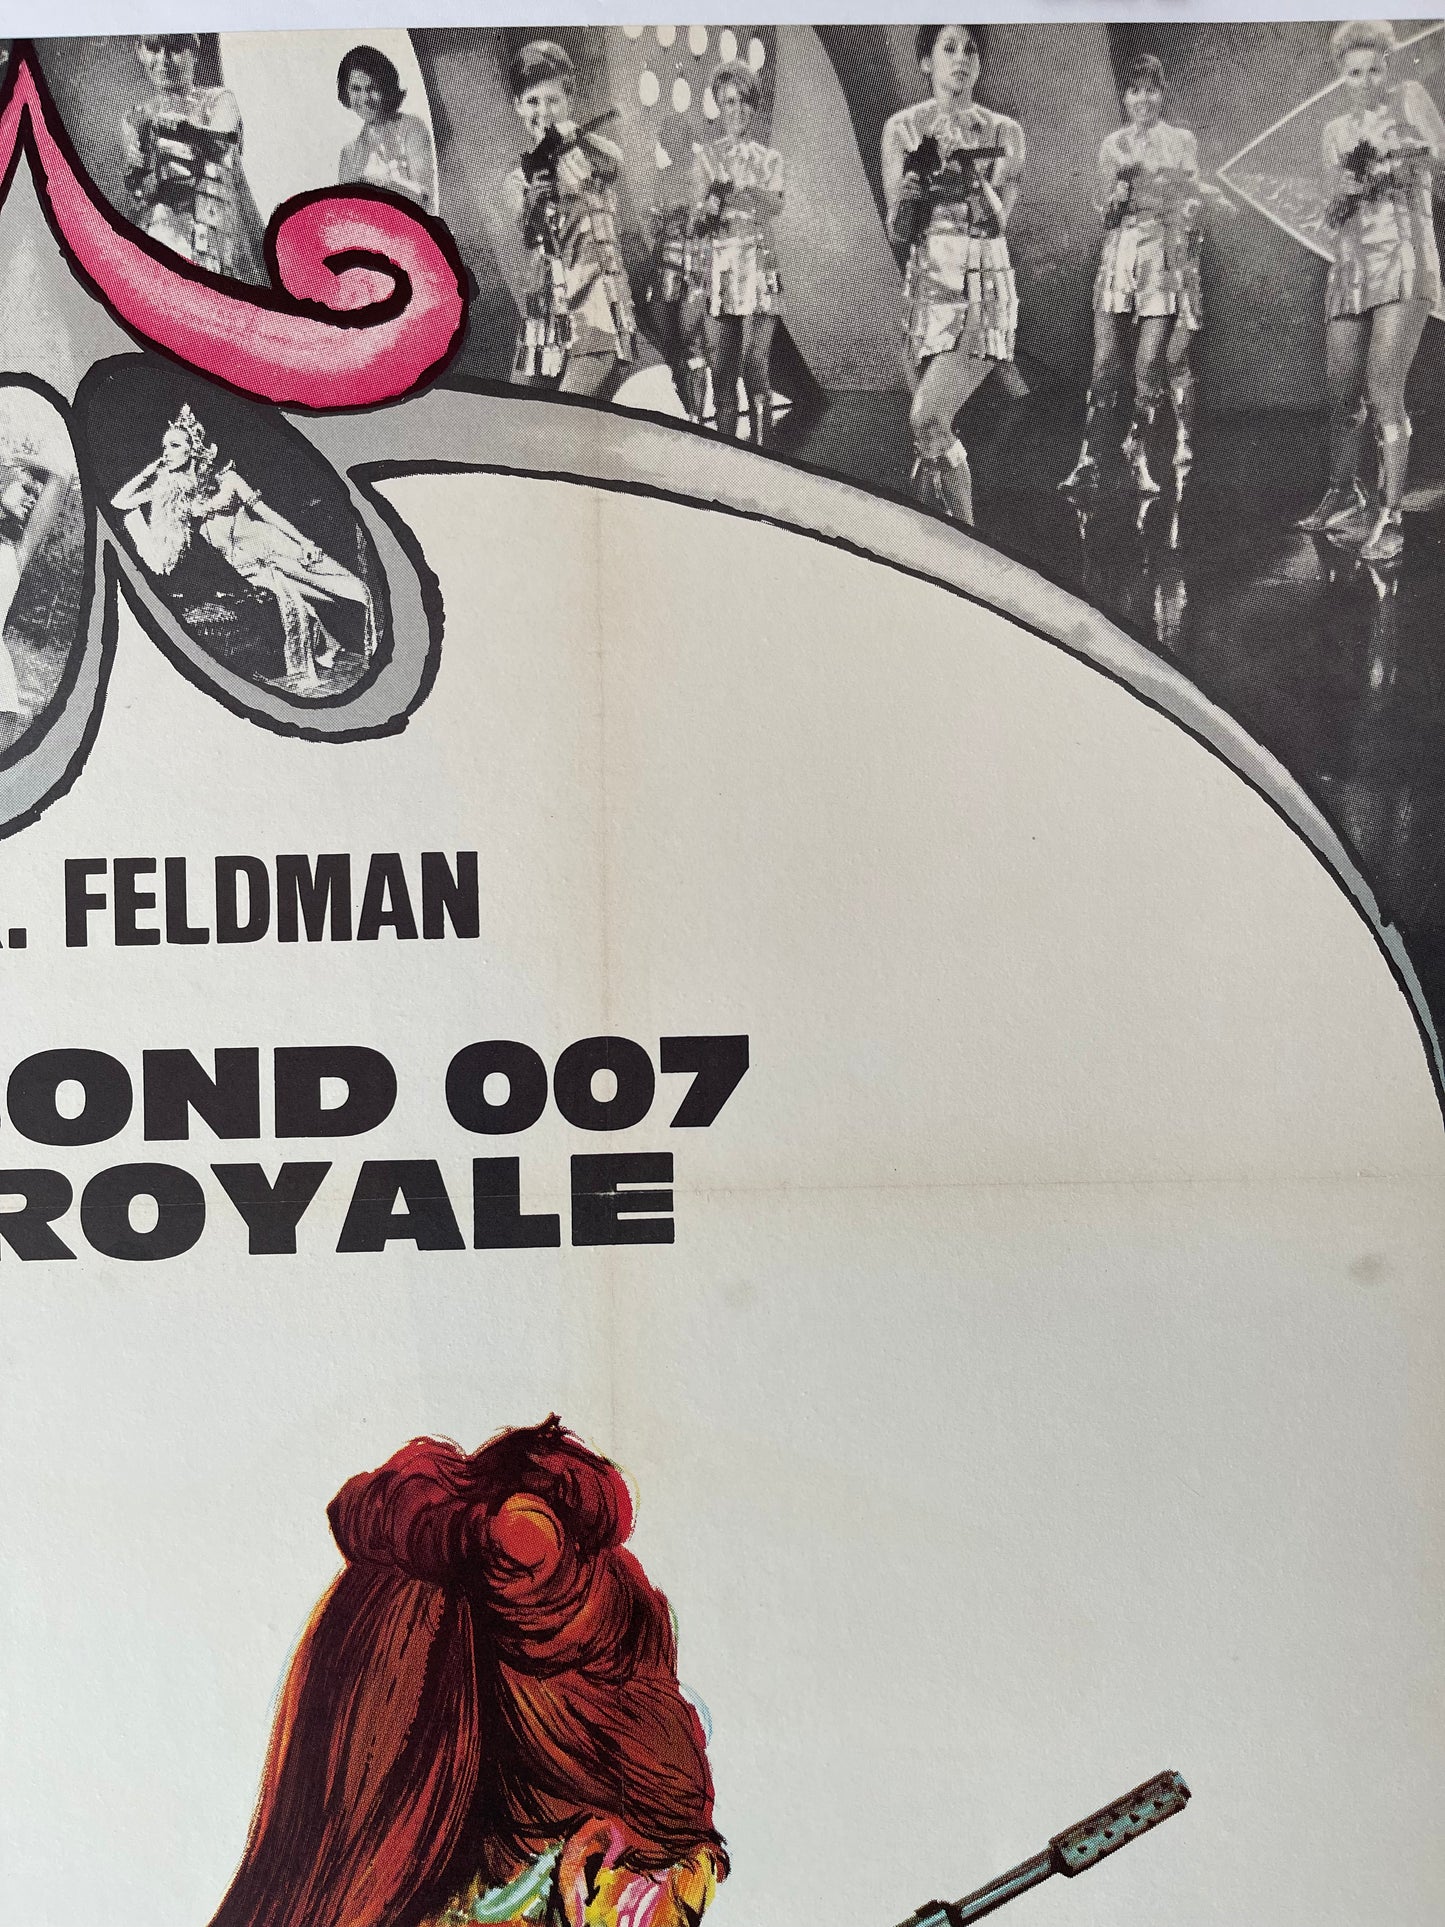 . FELDMAN
OND 007
ROYALE